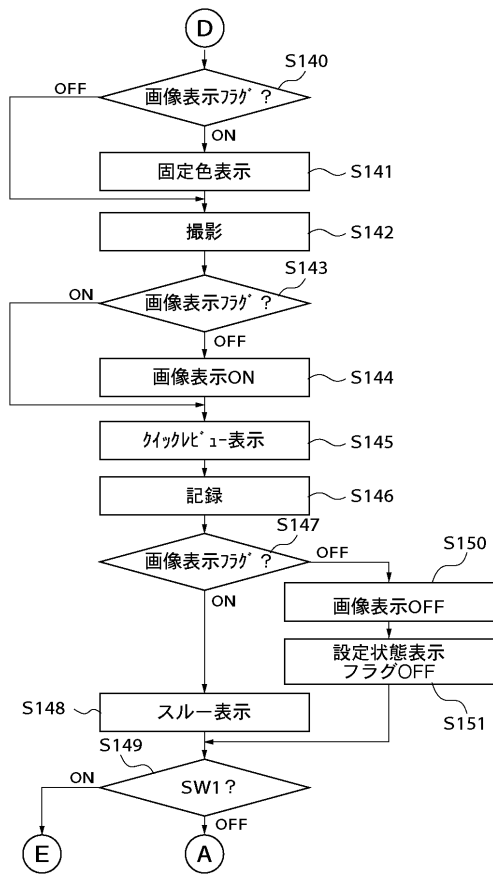 D
S140
OFF
画像表示ﾌﾗｸﾞ？
ON
固定色表示
S141
撮影
S142
S143
ON
画像表示ﾌﾗｸﾞ？
OFF
画像表示ON
S144
ｸｲｯｸﾚﾋﾞｭｰ表示
S145
記録
S146
S147
画像表示ﾌﾗｸﾞ？
OFF
S150
ON
画像表示OFF
設定状態表示
フラグOFF
S151
S148
スルー表示
S149
ON
SW1？
OFF
E
A